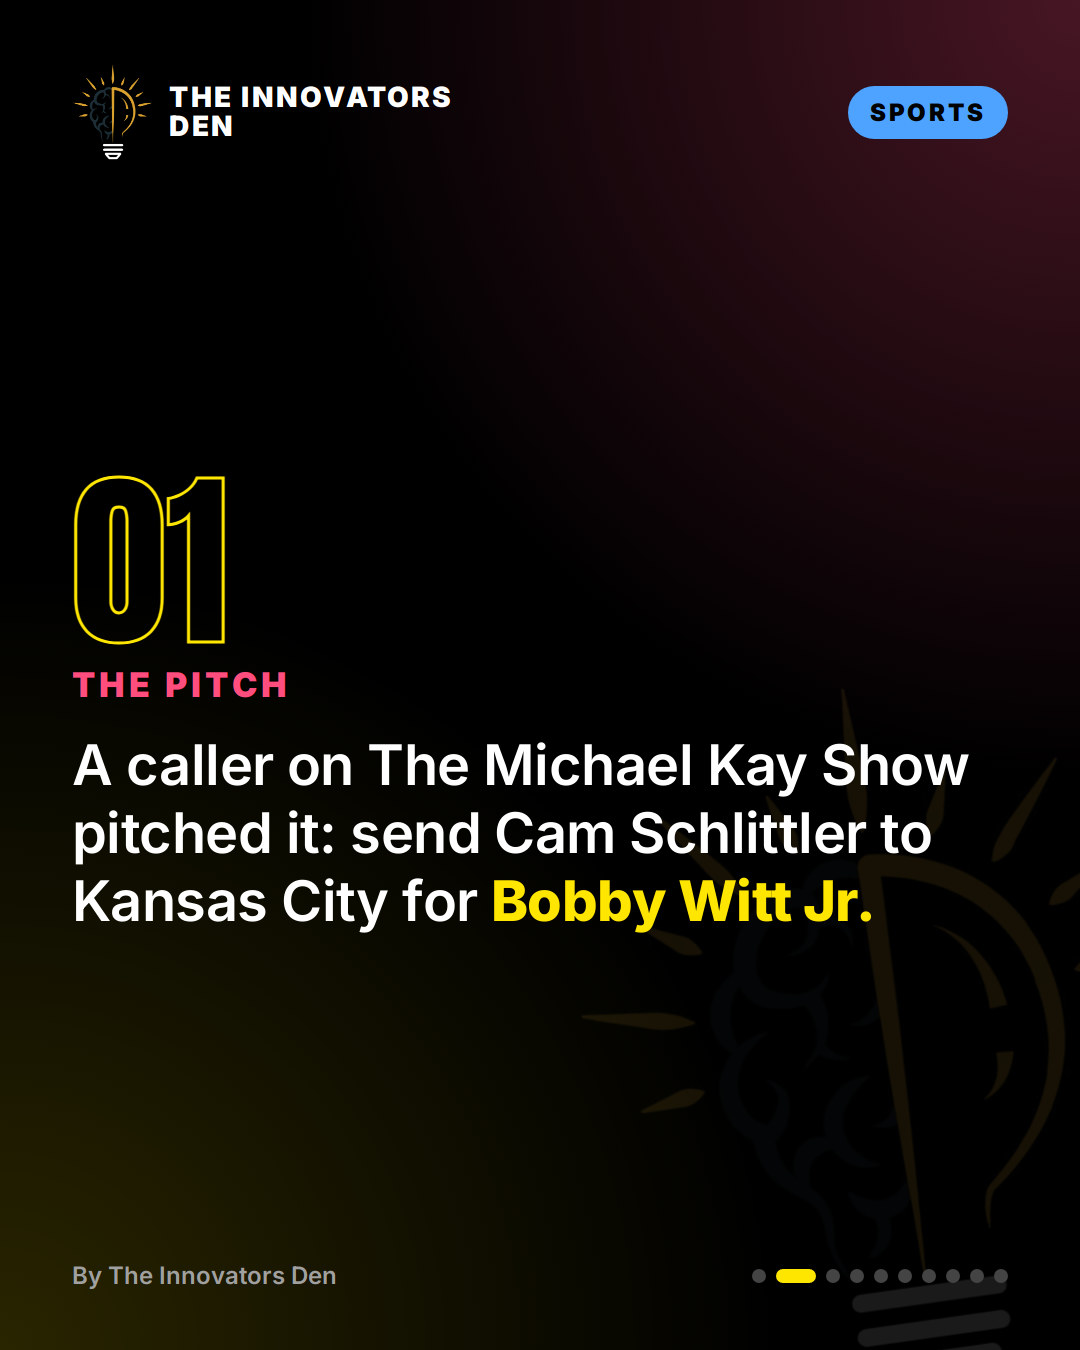 THE INNOVATORS
DEN
SPORTS
01
THE PITCH
A caller on The Michael Kay Show
pitched it: send Cam Schlittler to
Kansas City for Bobby Witt Jr.
By The Innovators Den